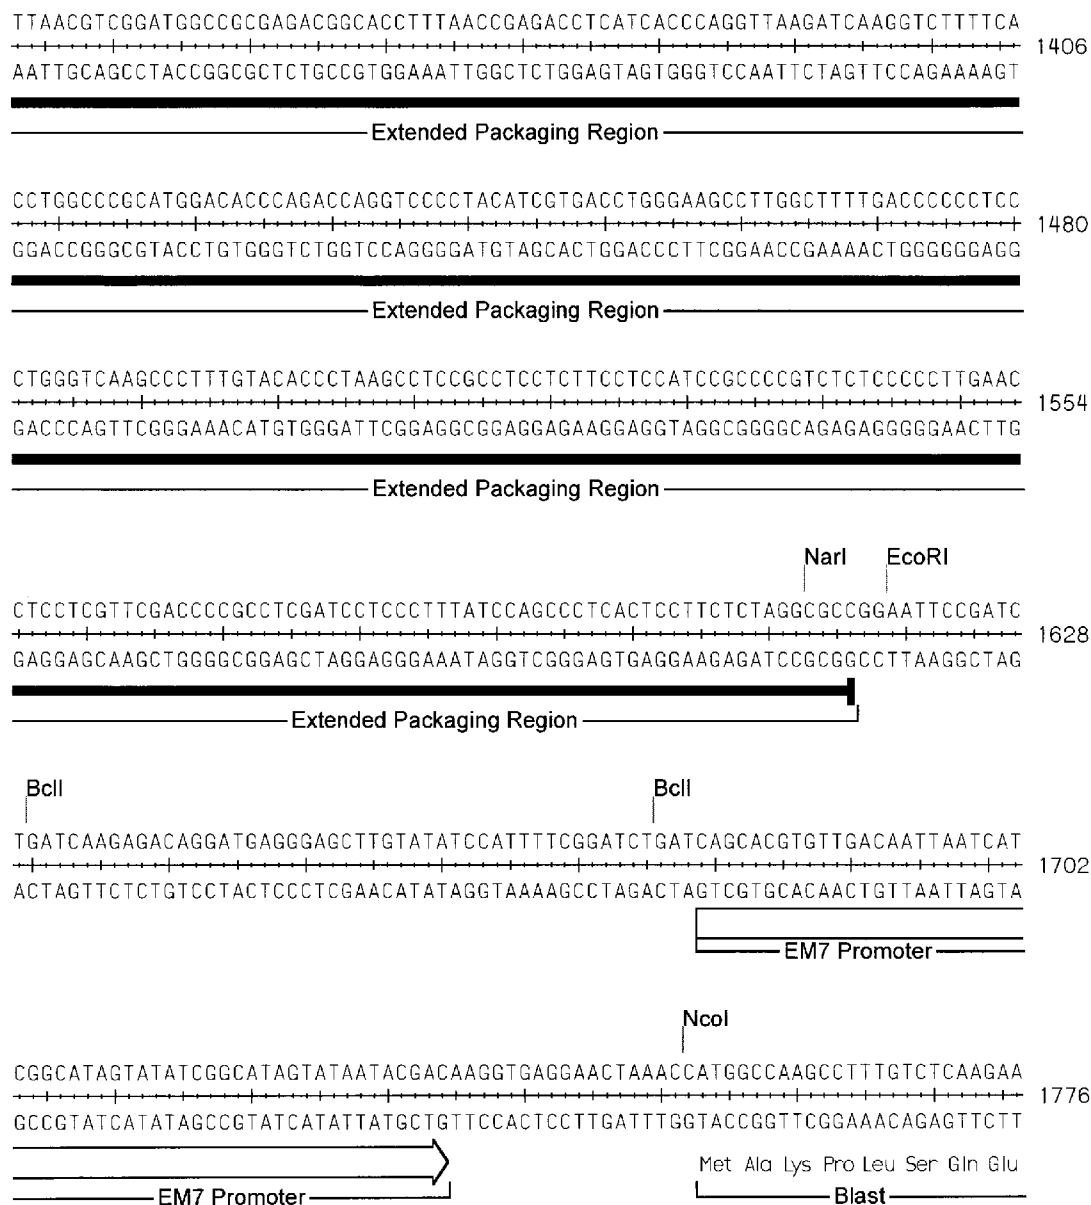 TTAACGTCGGATGGCCGCGAGACGGCACCTTTAACCGAGACCTCATCACCCAGGTTAAGATCAAGGTCTTTTCA
1406
AATTGCAGCCTACCGGCGCTCTGCCGTGGAAATTGGCTCTGGAGTAGTGGGTCCAATTCTAGTTCCAGAAAAGT
Extended Packaging Region
CCTGGCCCGCATGGACACCCAGACCAGGTCCCCTACATCGTGACCTGGGAAGCCTTGGCTTTTGACCCCCCTCC
1480
GGACCGGGCGTACCTGTGGGTCTGGTCCAGGGGATGTAGCACTGGACCCTTCGGAACCGAAAACTGGGGGGAGG
Extended Packaging Region
CTGGGTCAAGCCCTTTGTACACCCTAAGCCTCCGCCTCCTCTTCCTCCATCCGCCCCGTCTCTCCCCCTTGAAC
1554
GACCCAGTTCGGGAAACATGTGGGATTCGGAGGCGGAGGAGAAGGAGGTAGGCGGGGCAGAGAGGGGGAACTTG
Extended Packaging Region
NarI EcoRI
CTCCTCGTTCGACCCCGCCTCGATCCTCCCTTTATCCAGCCCTCACTCCTTCTCTAGGCGCCGGAATTCCGATC
1628
GAGGAGCAAGCTGGGGCGGAGCTAGGAGGGAAATAGGTCGGGAGTGAGGAAGAGATCCGCGGCCTTAAGGCTAG
Extended Packaging Region
BclI BclI
TGATCAAGAGACAGGATGAGGGAGCTTGTATATCCATTTTCGGATCTGATCAGCACGTGTTGACAATTAATCAT
1702
ACTAGTTCTCTGTCCTACTCCCTCGAACATATAGGTAAAAGCCTAGACTAGTCGTGCACAACTGTTAATTAGTA
EM7 Promoter
NcoI
CGGCATAGTATATCGGCATAGTATAATACGACAAGGTGAGGAACTAAACCATGGCCAAGCCTTTGTCTCAAGAA
1776
GCCGTATCATATAGCCGTATCATATTATGCTGTTCCACTCCTTGATTTGGTACCGGTTCGGAAACAGAGTTCTT
Met Ala Lys Pro Leu Ser Gln Glu
EM7 Promoter Blast